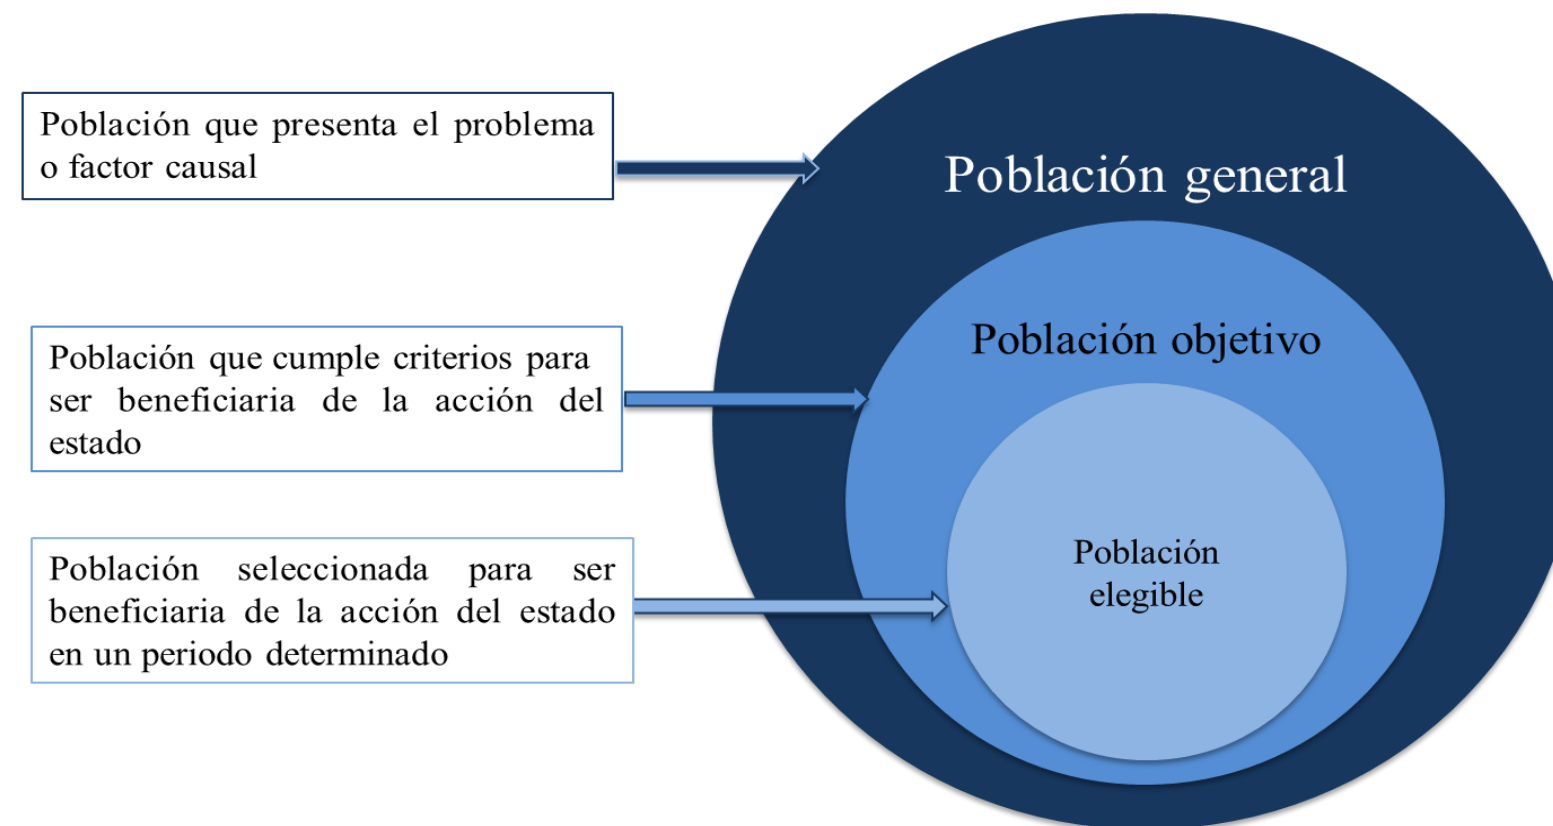 Población que presenta el problema
o factor causal
Población general
Población que cumple criterios para
ser beneficiaria de la acción del
estado
Población objetivo
Población seleccionada para ser
beneficiaria de la acción del estado
en un periodo determinado
Población
elegible